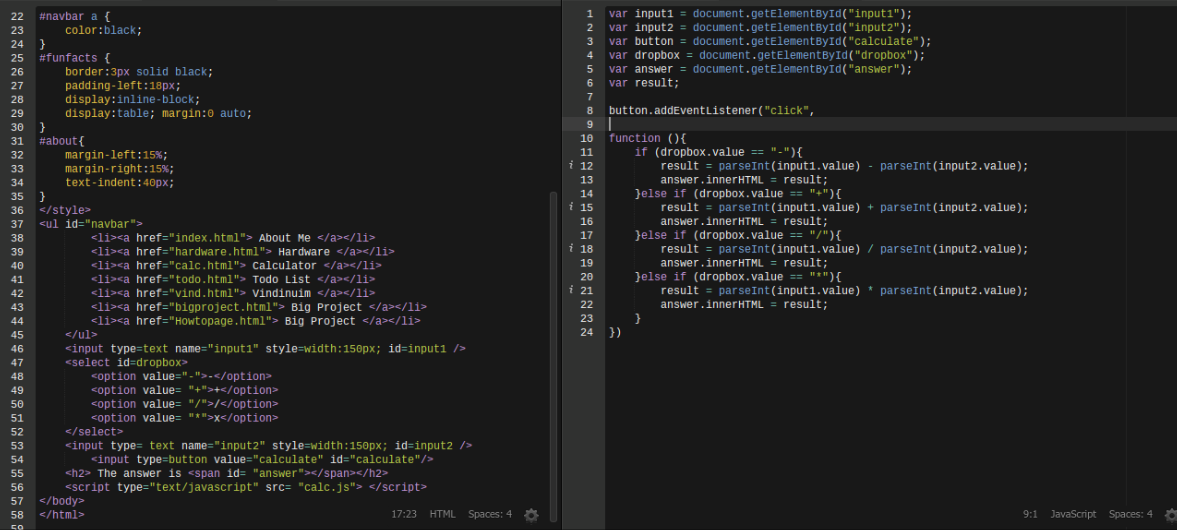 22 #navbar a {
23     color:black;
24 }
25 #funfacts {
26     border:3px solid black;
27     padding-left:18px;
28     display:inline-block;
29     display:table; margin:0 auto;
30 }
31 #about{
32     margin-left:15%;
33     margin-right:15%;
34     text-indent:40px;
35 }
36 </style>
37 <ul id="navbar">
38         <li><a href="index.html"> About Me </a></li>
39         <li><a href="hardware.html"> Hardware </a></li>
40         <li><a href="calc.html"> Calculator </a></li>
41         <li><a href="todo.html"> Todo List </a></li>
42         <li><a href="vind.html"> Vindinuim </a></li>
43         <li><a href="bigproject.html"> Big Project </a></li>
44         <li><a href="Howtopage.html"> Big Project </a></li>
45     </ul>
46     <input type=text name="input1" style=width:150px; id=input1 />
47     <select id=dropbox>
48         <option value="-">-</option>
49         <option value= "+">+</option>
50         <option value= "/">/</option>
51         <option value= "*">x</option>
52     </select>
53     <input type= text name="input2" style=width:150px; id=input2 />
54         <input type=button value="calculate" id="calculate"/>
55     <h2> The answer is <span id= "answer"></span></h2>
56     <script type="text/javascript" src= "calc.js"> </script>
57 </body>
58 </html>
59
17:23 HTML Spaces: 4
1 var input1 = document.getElementById("input1");
2 var input2 = document.getElementById("input2");
3 var button = document.getElementById("calculate");
4 var dropbox = document.getElementById("dropbox");
5 var answer = document.getElementById("answer");
6 var result;
7
8 button.addEventListener("click",
9
10 function (){
11     if (dropbox.value == "-"){
i 12         result = parseInt(input1.value) - parseInt(input2.value);
13         answer.innerHTML = result;
14     }else if (dropbox.value == "+"){
i 15         result = parseInt(input1.value) + parseInt(input2.value);
16         answer.innerHTML = result;
17     }else if (dropbox.value == "/"){
i 18         result = parseInt(input1.value) / parseInt(input2.value);
19         answer.innerHTML = result;
20     }else if (dropbox.value == "*"){
i 21         result = parseInt(input1.value) * parseInt(input2.value);
22         answer.innerHTML = result;
23     }
24 })
9:1 JavaScript Spaces: 4